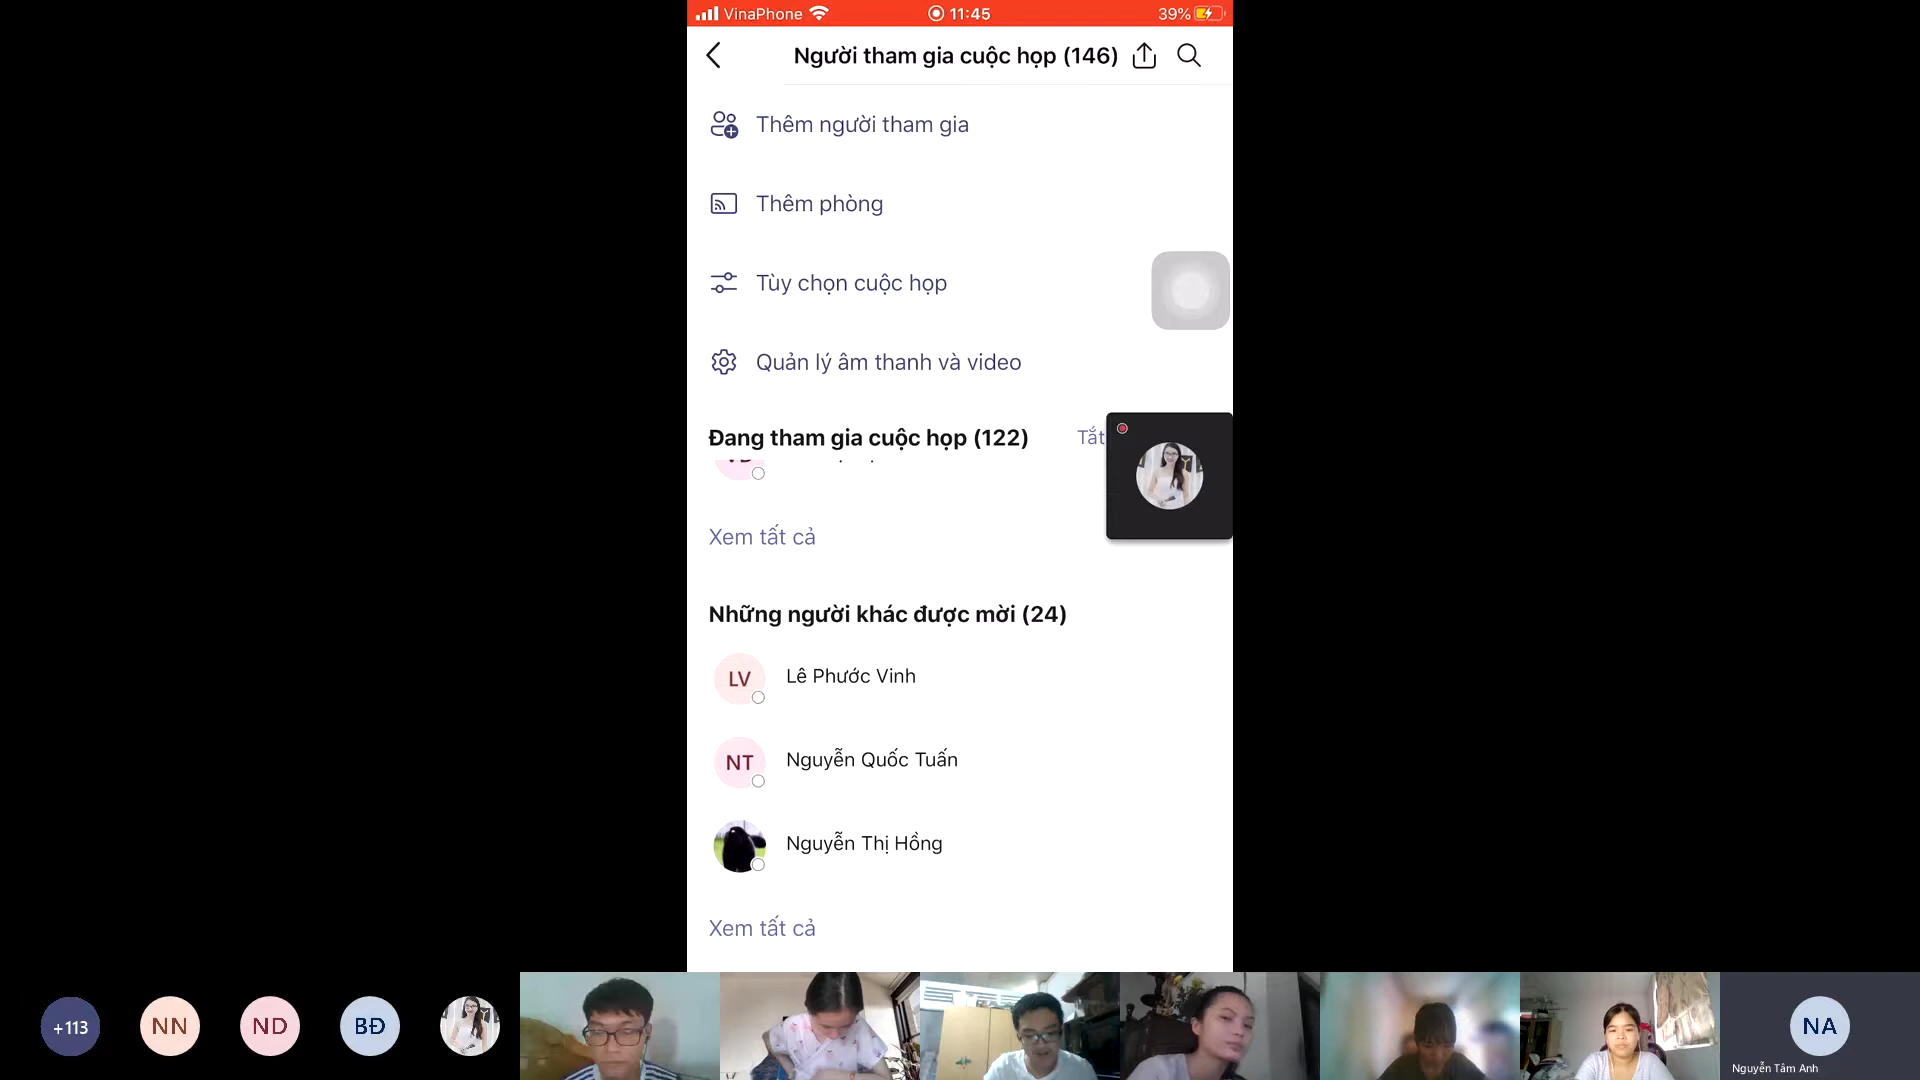 VinaPhone 11:45 39%
Người tham gia cuộc họp (146)
Thêm người tham gia
Thêm phòng
Tùy chọn cuộc họp
Quản lý âm thanh và video
Đang tham gia cuộc họp (122) Tắt
Xem tất cả
Những người khác được mời (24)
LV Lê Phước Vinh
NT Nguyễn Quốc Tuấn
Nguyễn Thị Hồng
Xem tất cả
+113 NN ND BĐ NA
Nguyễn Tâm Anh